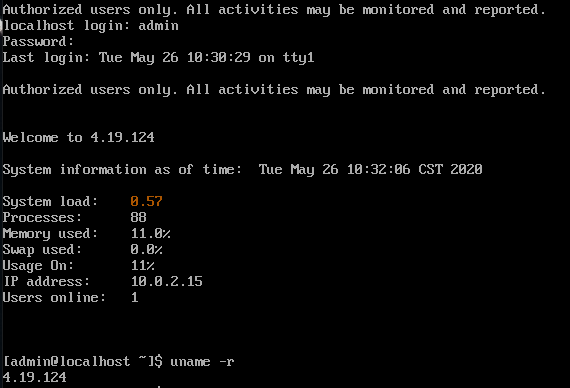 Authorized users only. All activities may be monitored and reported.
localhost login: admin
Password:
Last login: Tue May 26 10:30:29 on tty1
Authorized users only. All activities may be monitored and reported.
Welcome to 4.19.124
System information as of time:  Tue May 26 10:32:06 CST 2020
System load:    0.57
Processes:      88
Memory used:    11.0%
Swap used:      0.0%
Usage On:       11%
IP address:     10.0.2.15
Users online:   1
[admin@localhost ~]$ uname -r
4.19.124